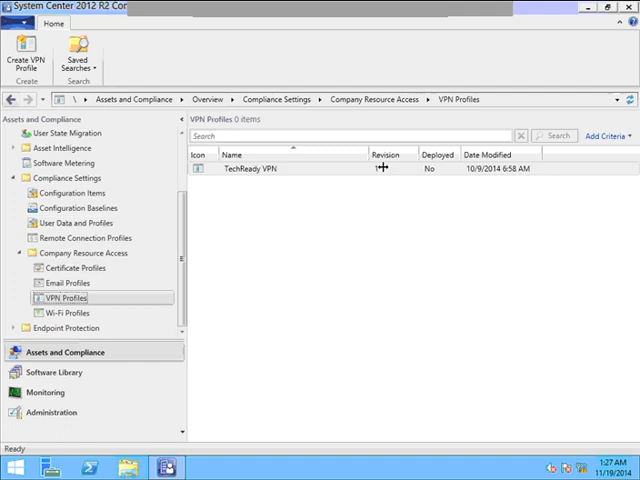 System Center 2012 R2 Con
Home
Create VPN
Profile
Saved
Searches
Create
Search
\ Assets and Compliance Overview Compliance Settings Company Resource Access VPN Profiles
Assets and Compliance
User State Migration
Asset Intelligence
Software Metering
Compliance Settings
Configuration Items
Configuration Baselines
User Data and Profiles
Remote Connection Profiles
Company Resource Access
Certificate Profiles
Email Profiles
VPN Profiles
Wi-Fi Profiles
Endpoint Protection
Assets and Compliance
Software Library
Monitoring
Administration
VPN Profiles 0 items
Search
Search
Add Criteria
Icon Name Revision Deployed Date Modified
TechReady VPN 1 No 10/9/2014 6:58 AM
Ready
1:27 AM
11/19/2014